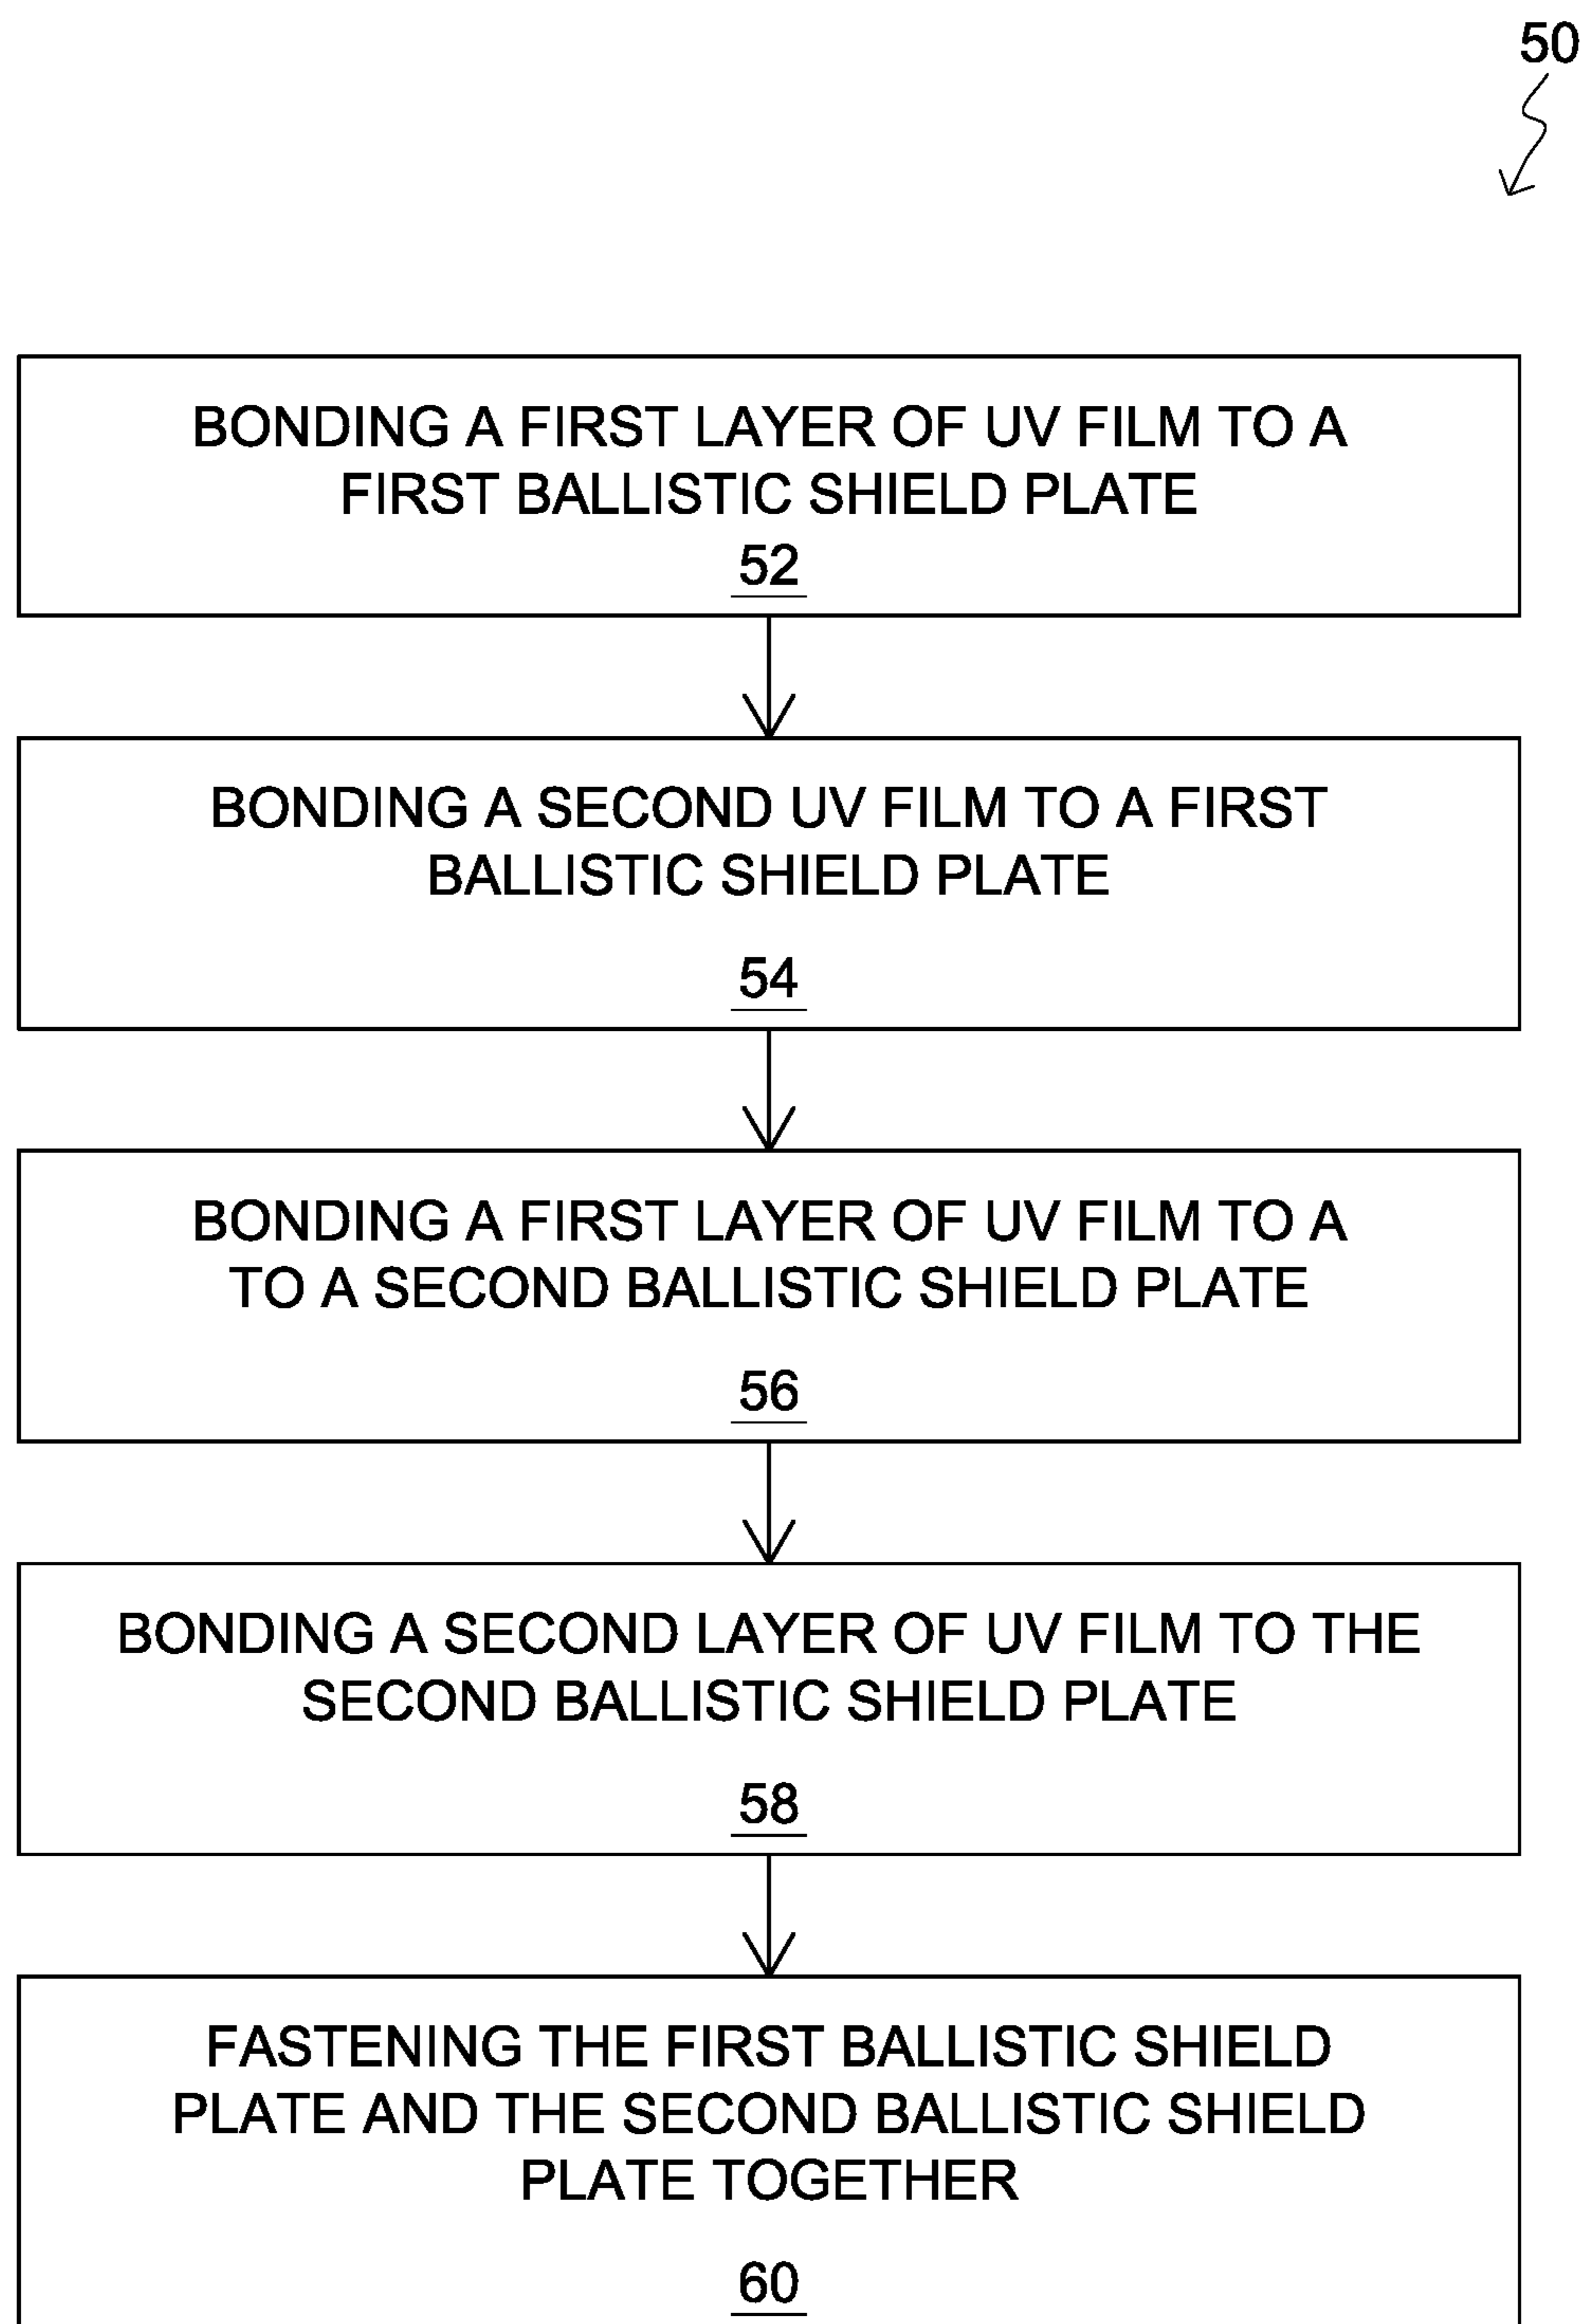 50
BONDING A FIRST LAYER OF UV FILM TO A
FIRST BALLISTIC SHIELD PLATE
52
BONDING A SECOND UV FILM TO A FIRST
BALLISTIC SHIELD PLATE
54
BONDING A FIRST LAYER OF UV FILM TO A
TO A SECOND BALLISTIC SHIELD PLATE
56
BONDING A SECOND LAYER OF UV FILM TO THE
SECOND BALLISTIC SHIELD PLATE
58
FASTENING THE FIRST BALLISTIC SHIELD
PLATE AND THE SECOND BALLISTIC SHIELD
PLATE TOGETHER
60